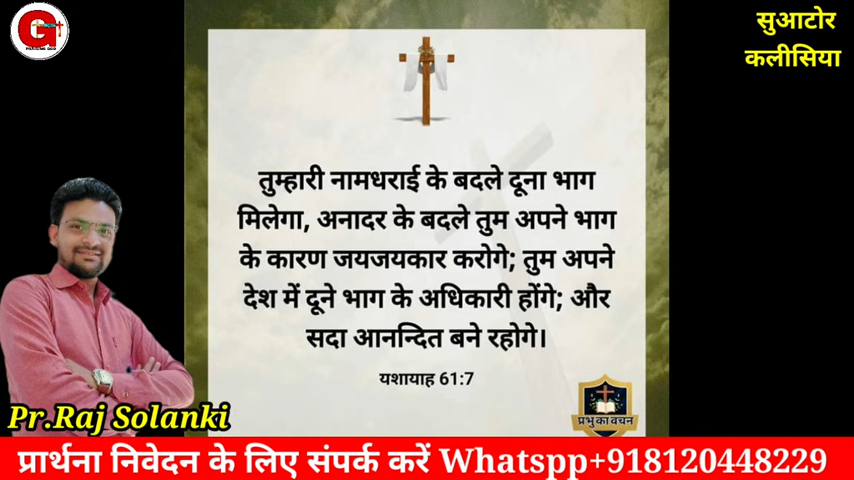 सुआटोर
कलीसिया
तुम्हारी नामधराई के बदले दूना भाग
मिलेगा, अनादर के बदले तुम अपने भाग
के कारण जयजयकार करोगे; तुम अपने
देश में दूने भाग के अधिकारी होंगे; और
सदा आनन्दित बने रहोगे।
यशायाह 61:7
प्रभु का वचन
Pr.Raj Solanki
प्रार्थना निवेदन के लिए संपर्क करें Whatspp+918120448229